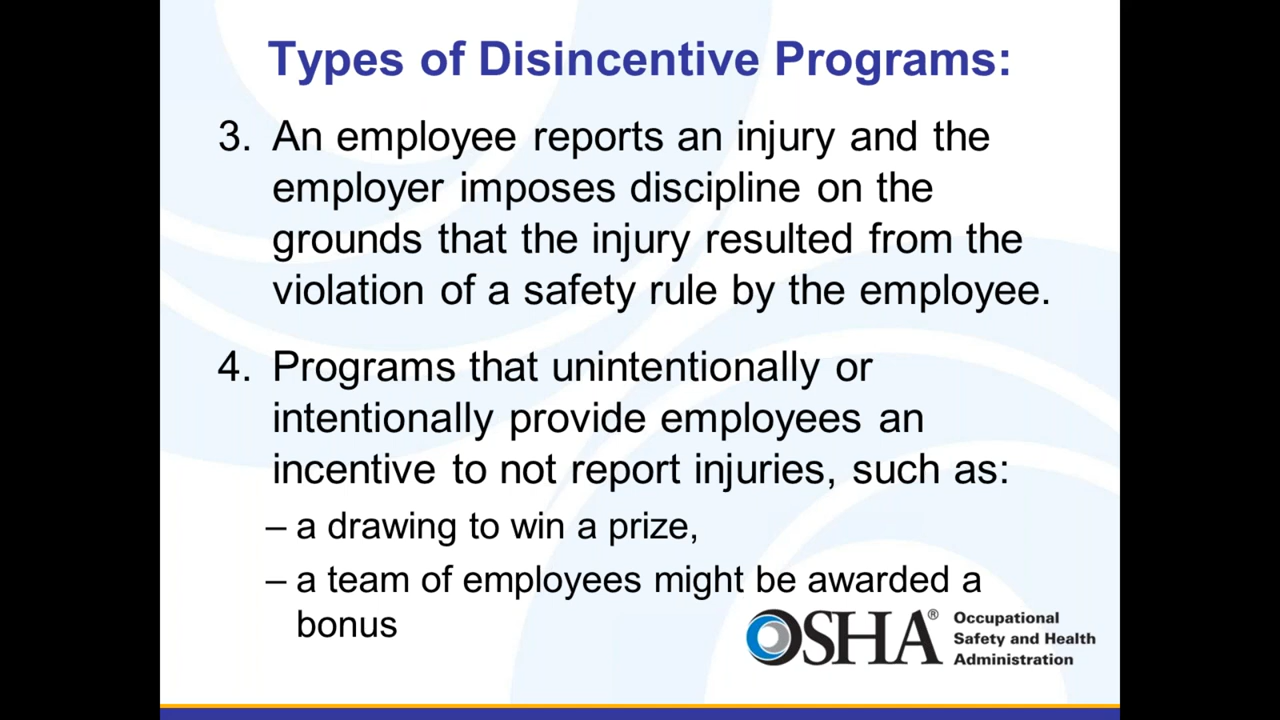 Types of Disincentive Programs:
3. An employee reports an injury and the
employer imposes discipline on the
grounds that the injury resulted from the
violation of a safety rule by the employee.
4. Programs that unintentionally or
intentionally provide employees an
incentive to not report injuries, such as:
– a drawing to win a prize,
– a team of employees might be awarded a
bonus
OSHA®
Occupational
Safety and Health
Administration